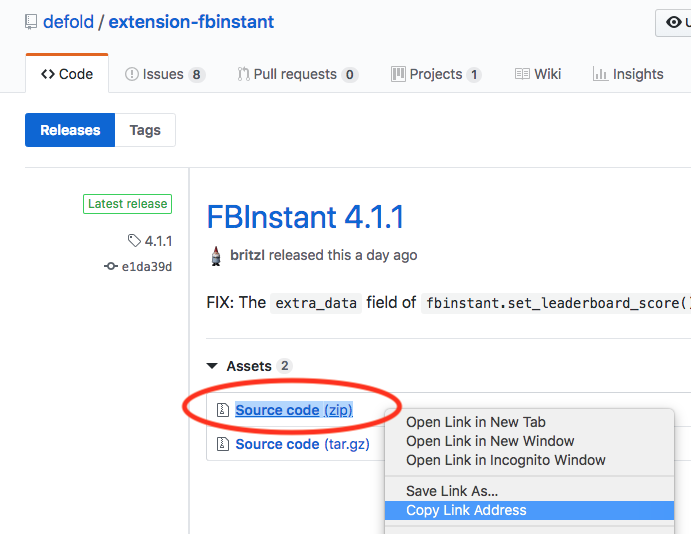 defold / extension-fbinstant
Code Issues 8 Pull requests 0 Projects 1 Wiki Insights
Releases Tags
Latest release
4.1.1
e1da39d
FBInstant 4.1.1
britzl released this a day ago
FIX: The extra_data field of fbinstant.set_leaderboard_score()
Assets 2
Source code (zip)
Source code (tar.gz)
Open Link in New Tab
Open Link in New Window
Open Link in Incognito Window
Save Link As...
Copy Link Address